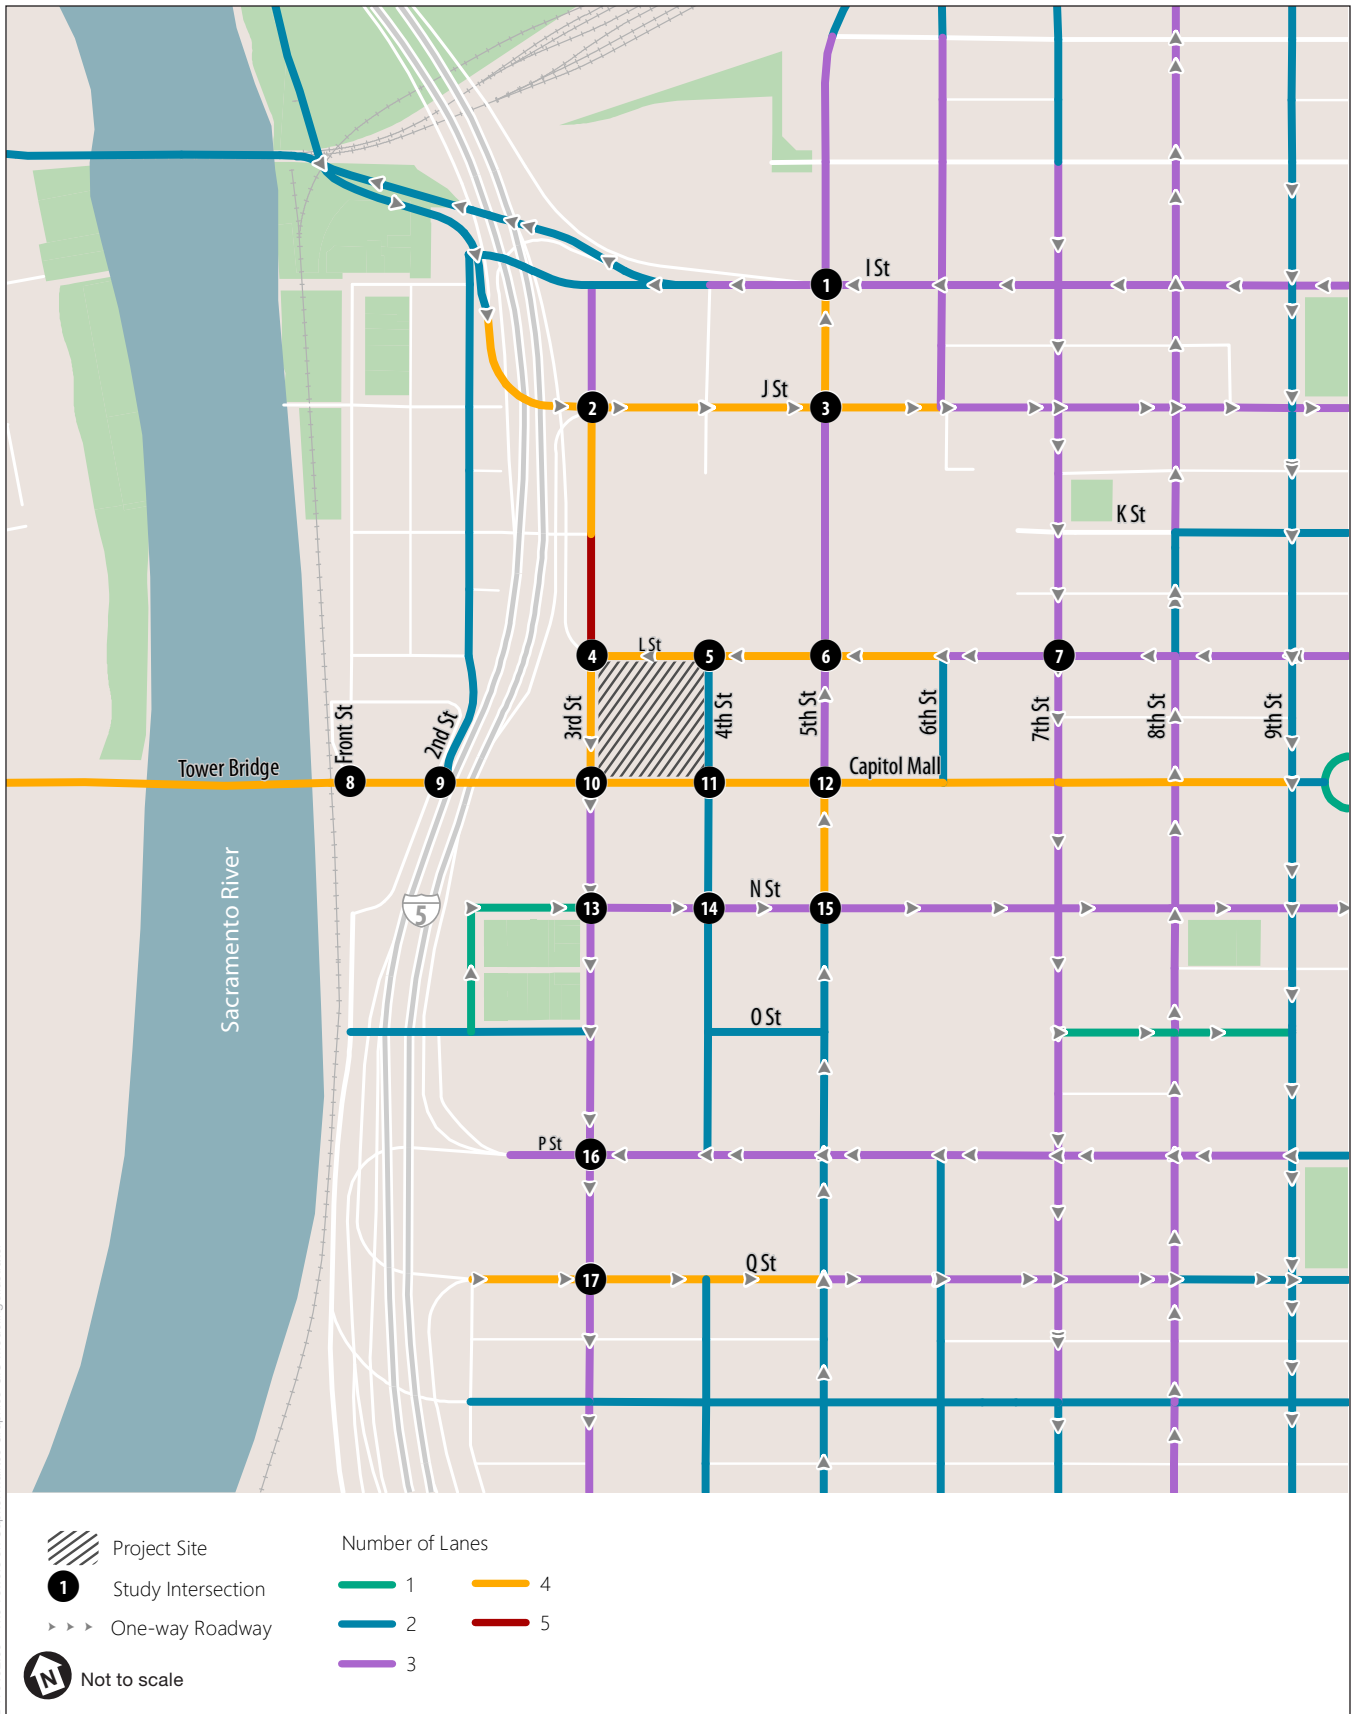 I St
1
J St
2
3
K St
L St
4
5
6
7
3rd St
4th St
5th St
6th St
7th St
8th St
9th St
Front St
2nd St
Tower Bridge
Capitol Mall
8
9
10
11
12
Sacramento River
5
N St
13
14
15
O St
P St
16
Q St
17
Project Site
1
Study Intersection
One-way Roadway
N
Not to scale
Number of Lanes
1
2
3
4
5